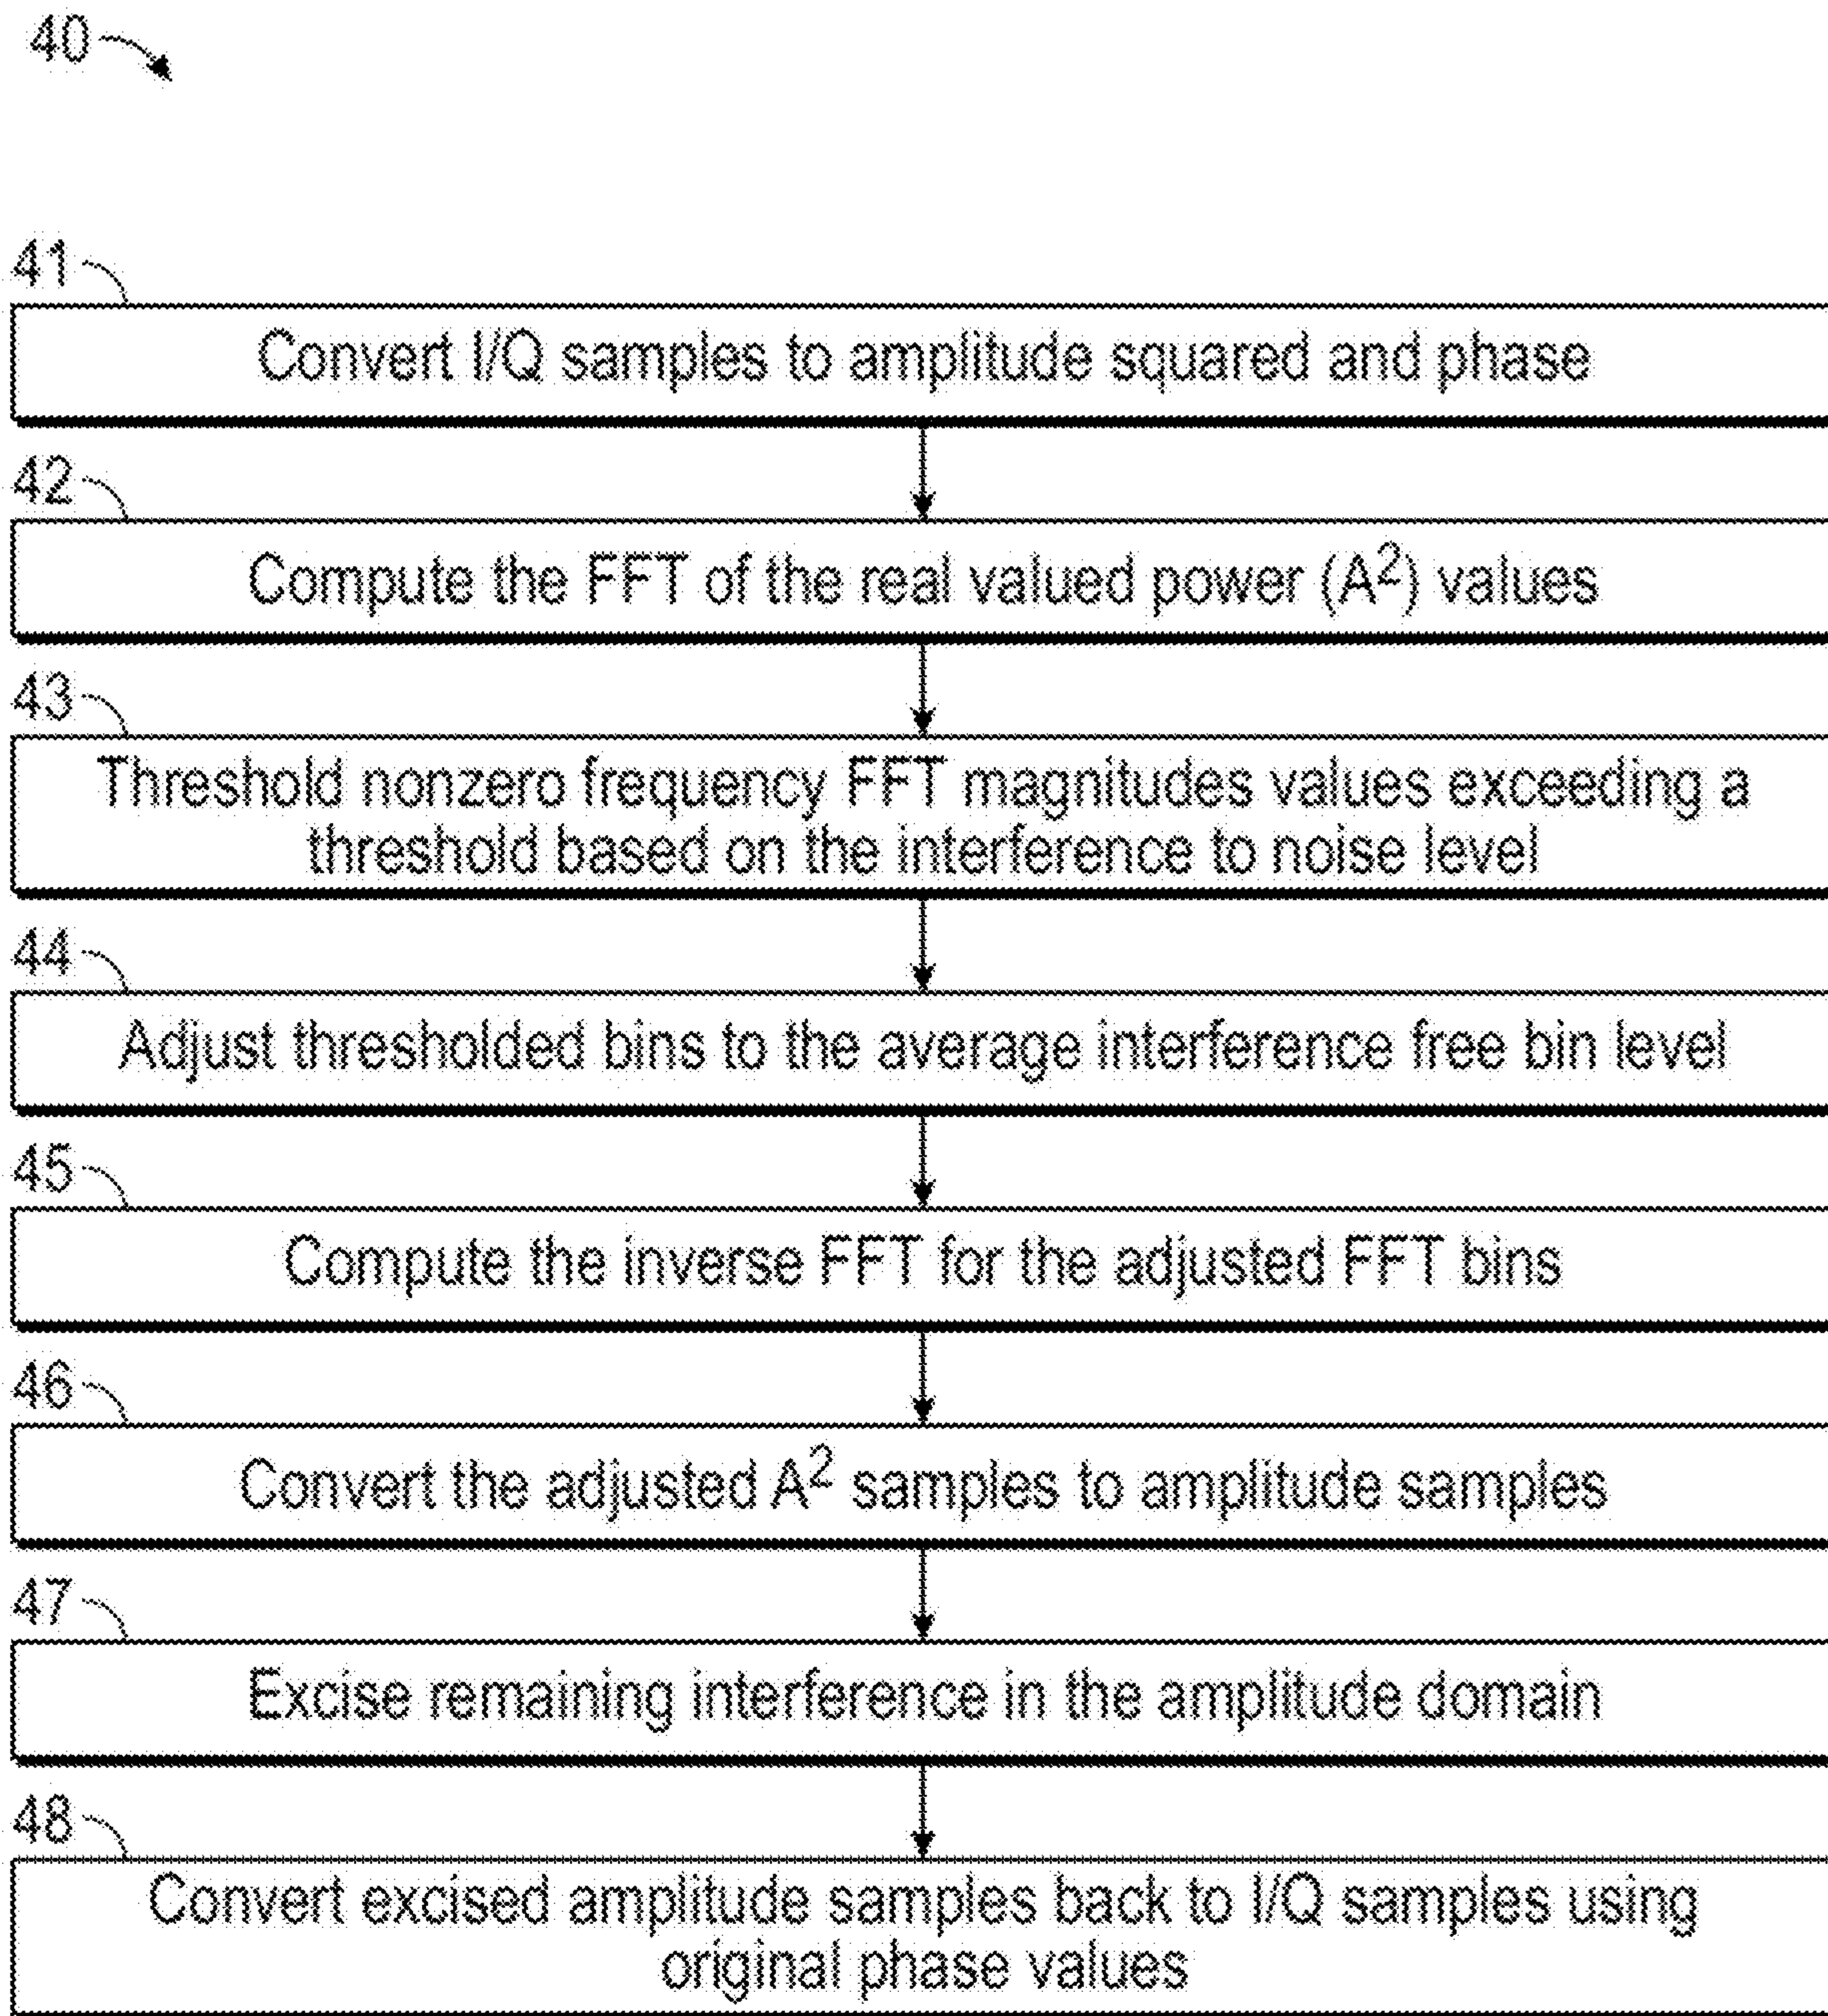 40
41
Convert I/Q samples to amplitude squared and phase
42
Compute the FFT of the real valued power (A²) values
43
Threshold nonzero frequency FFT magnitudes values exceeding a
threshold based on the interference to noise level
44
Adjust thresholded bins to the average interference free bin level
45
Compute the inverse FFT for the adjusted FFT bins
46
Convert the adjusted A² samples to amplitude samples
47
Excise remaining interference in the amplitude domain
48
Convert excised amplitude samples back to I/Q samples using
original phase values